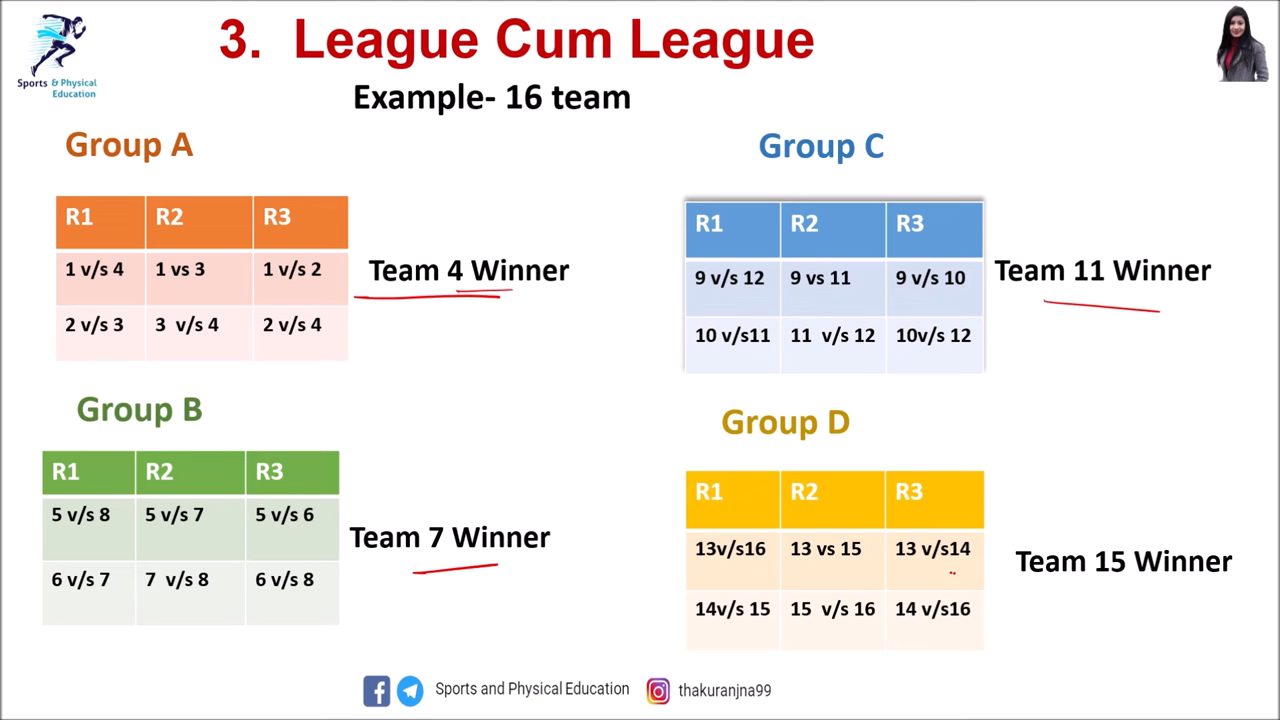 3. League Cum League
Sports & Physical
Education
Example- 16 team
Group A
R1 R2 R3
1 v/s 4 1 vs 3 1 v/s 2
2 v/s 3 3 v/s 4 2 v/s 4
Team 4 Winner
Group B
R1 R2 R3
5 v/s 8 5 v/s 7 5 v/s 6
6 v/s 7 7 v/s 8 6 v/s 8
Team 7 Winner
Group C
R1 R2 R3
9 v/s 12 9 vs 11 9 v/s 10
10 v/s11 11 v/s 12 10v/s 12
Team 11 Winner
Group D
R1 R2 R3
13v/s16 13 vs 15 13 v/s14
14v/s 15 15 v/s 16 14 v/s16
Team 15 Winner
Sports and Physical Education thakuranjna99